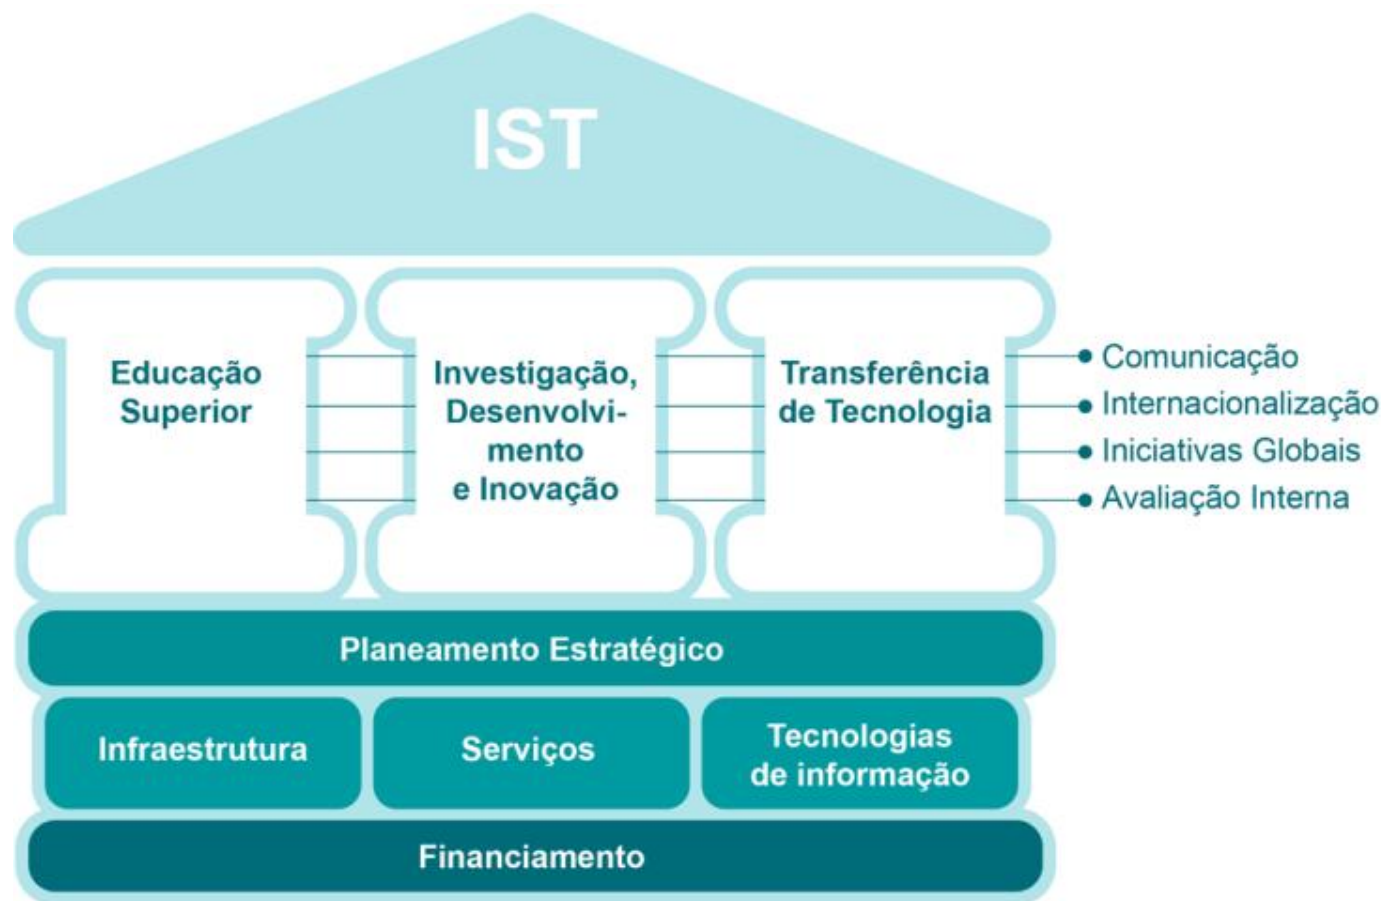 IST
Educação
Superior
Investigação,
Desenvolvi-
mento
e Inovação
Transferência
de Tecnologia
Comunicação
Internacionalização
Iniciativas Globais
Avaliação Interna
Planeamento Estratégico
Infraestrutura
Serviços
Tecnologias
de informação
Financiamento